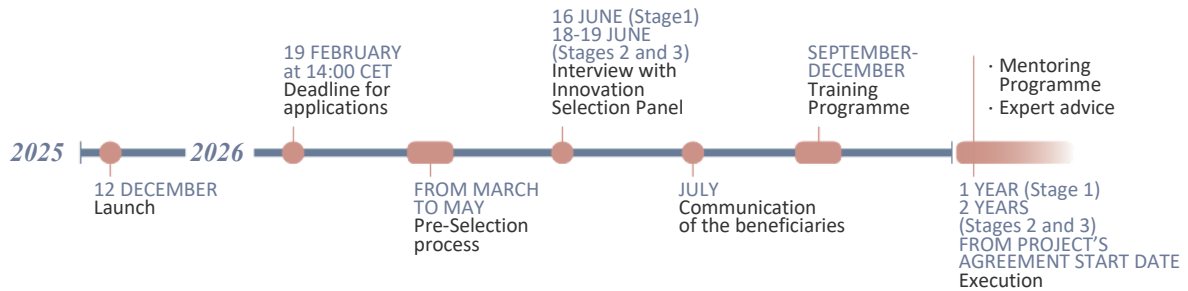 2025
12 DECEMBER
Launch
2026
19 FEBRUARY
at 14:00 CET
Deadline for
applications
FROM MARCH
TO MAY
Pre-Selection
process
16 JUNE (Stage1)
18-19 JUNE
(Stages 2 and 3)
Interview with
Innovation
Selection Panel
JULY
Communication
of the beneficiaries
SEPTEMBER-
DECEMBER
Training
Programme
· Mentoring
Programme
· Expert advice
1 YEAR (Stage 1)
2 YEARS
(Stages 2 and 3)
FROM PROJECT'S
AGREEMENT START DATE
Execution